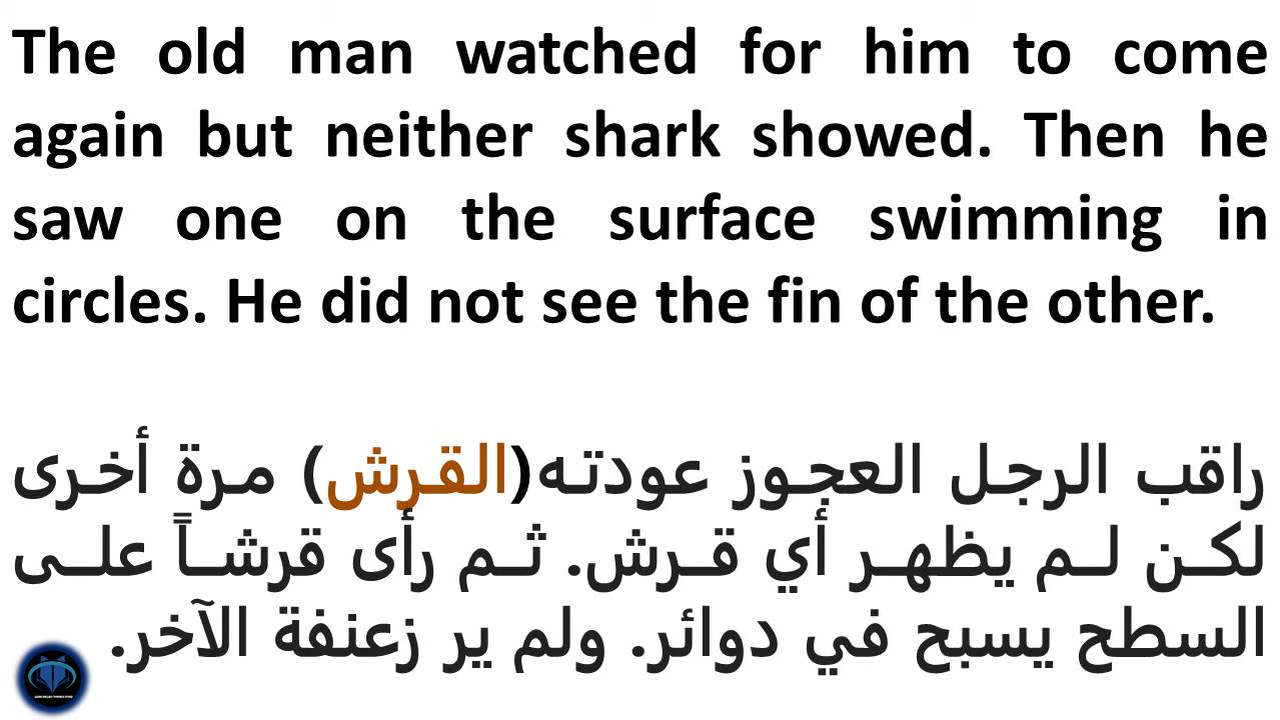 The old man watched for him to come
again but neither shark showed. Then he
saw one on the surface swimming in
circles. He did not see the fin of the other.
راقب الرجل العجوز عودته(القرش) مرة أخرى
لكن لم يظهر أي قرش. ثم رأى قرشاً على
السطح يسبح في دوائر. ولم ير زعنفة الآخر.